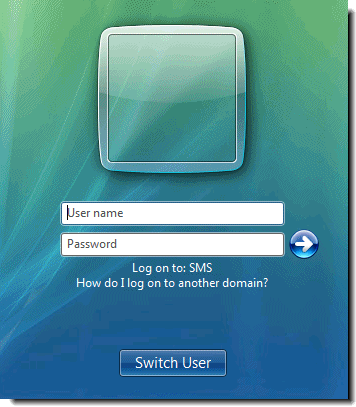 User name
Password
Log on to: SMS
How do I log on to another domain?
Switch User